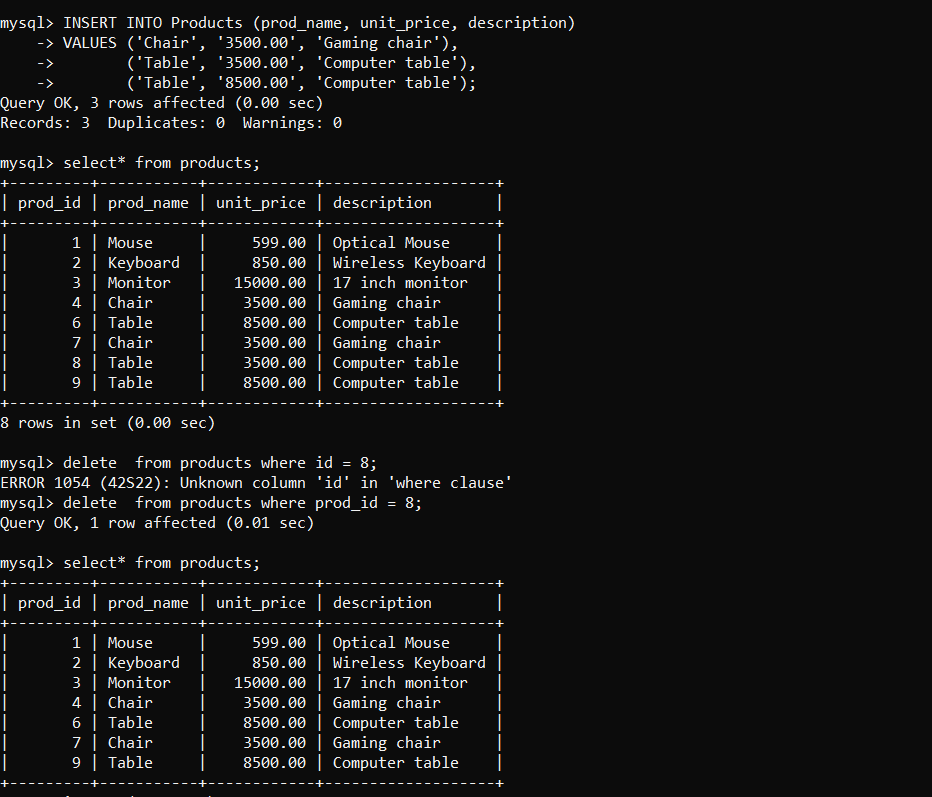 mysql> INSERT INTO Products (prod_name, unit_price, description)
    -> VALUES ('Chair', '3500.00', 'Gaming chair'),
    ->        ('Table', '3500.00', 'Computer table'),
    ->        ('Table', '8500.00', 'Computer table');
Query OK, 3 rows affected (0.00 sec)
Records: 3  Duplicates: 0  Warnings: 0

mysql> select* from products;
+---------+-----------+------------+-------------------+
| prod_id | prod_name | unit_price | description       |
+---------+-----------+------------+-------------------+
|       1 | Mouse     |     599.00 | Optical Mouse     |
|       2 | Keyboard  |     850.00 | Wireless Keyboard |
|       3 | Monitor   |   15000.00 | 17 inch monitor   |
|       4 | Chair     |    3500.00 | Gaming chair      |
|       6 | Table     |    8500.00 | Computer table    |
|       7 | Chair     |    3500.00 | Gaming chair      |
|       8 | Table     |    3500.00 | Computer table    |
|       9 | Table     |    8500.00 | Computer table    |
+---------+-----------+------------+-------------------+
8 rows in set (0.00 sec)

mysql> delete  from products where id = 8;
ERROR 1054 (42S22): Unknown column 'id' in 'where clause'
mysql> delete  from products where prod_id = 8;
Query OK, 1 row affected (0.01 sec)

mysql> select* from products;
+---------+-----------+------------+-------------------+
| prod_id | prod_name | unit_price | description       |
+---------+-----------+------------+-------------------+
|       1 | Mouse     |     599.00 | Optical Mouse     |
|       2 | Keyboard  |     850.00 | Wireless Keyboard |
|       3 | Monitor   |   15000.00 | 17 inch monitor   |
|       4 | Chair     |    3500.00 | Gaming chair      |
|       6 | Table     |    8500.00 | Computer table    |
|       7 | Chair     |    3500.00 | Gaming chair      |
|       9 | Table     |    8500.00 | Computer table    |
+---------+-----------+------------+-------------------+